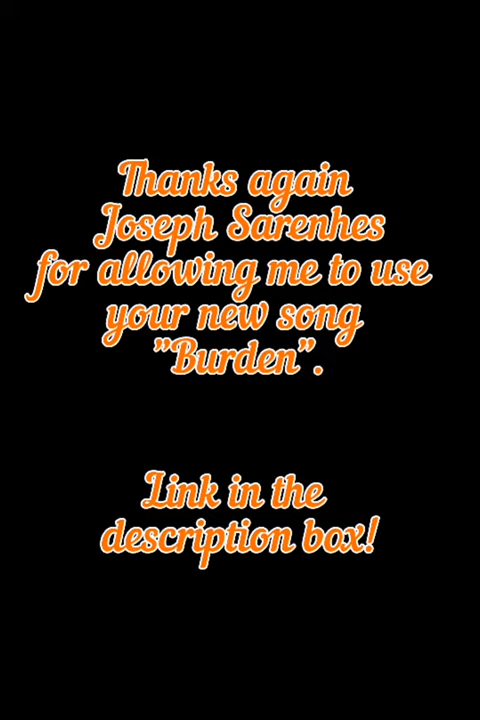 Thanks again
Joseph Sarenhes
for allowing me to use
your new song
"Burden".
Link in the
description box!